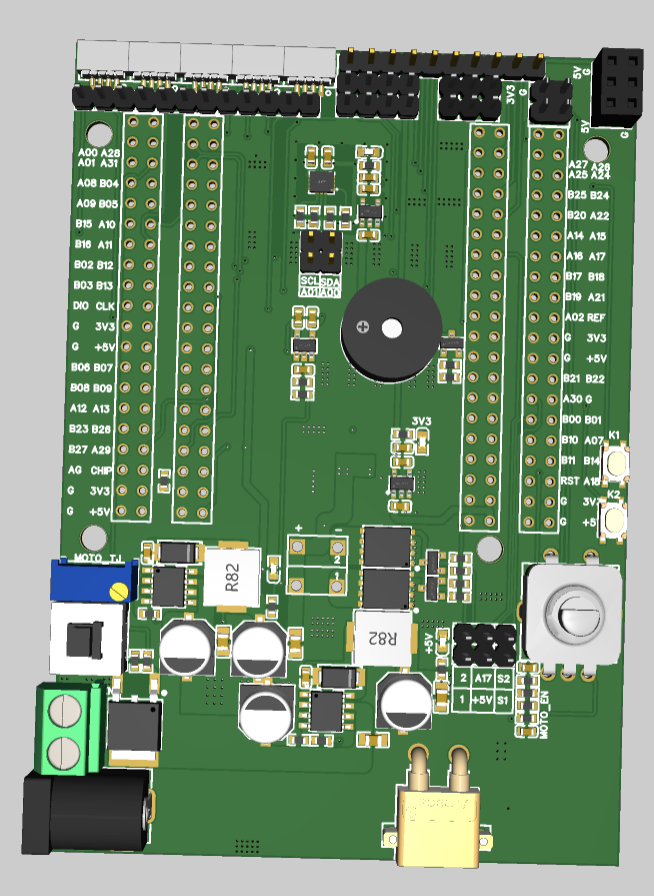 5V
G
3V3
G
5V
G
A00 A28
A01 A31
A08 B04
A09 B05
B15 A10
B16 A11
B02 B12
B03 B13
DIO CLK
G 3V3
G +5V
B06 B07
B08 B09
A12 A13
B23 B26
B27 A29
AG CHIP
G 3V3
G +5V
A27 A26
A25 A24
B25 B24
B20 A22
A14 A15
A16 A17
B17 B18
B19 A21
A02 REF
G 3V3
G +5V
B21 B22
A30 G
B00 B01
B10 A07
B11 B14
RST A18
G 3V3
G +5
SCL SDA
A01 A00
3V3
K1
K2
MOTO_TJ
+ -
2
1
R82
R82
+5V
2 A17 S2
1 +5V S1
MOTO_EN